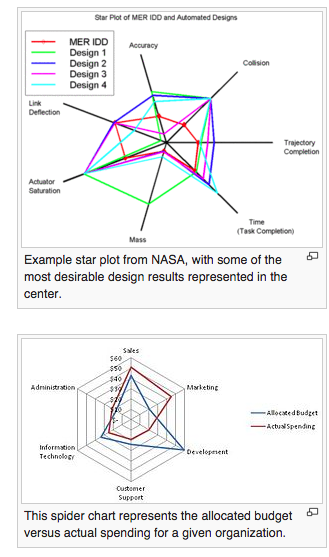 Star Plot of MER IDD and Automated Designs
MER IDD
Design 1
Design 2
Design 3
Design 4
Accuracy
Collision
Link
Deflection
Trajectory
Completion
Actuator
Saturation
Time
(Task Completion)
Mass
Example star plot from NASA, with some of the
most desirable design results represented in the
center.
Sales
$60
$50
$40
$30
$20
$10
$-
Administration
Marketing
Allocated Budget
Actual Spending
Information
Technology
Development
Customer
Support
This spider chart represents the allocated budget
versus actual spending for a given organization.